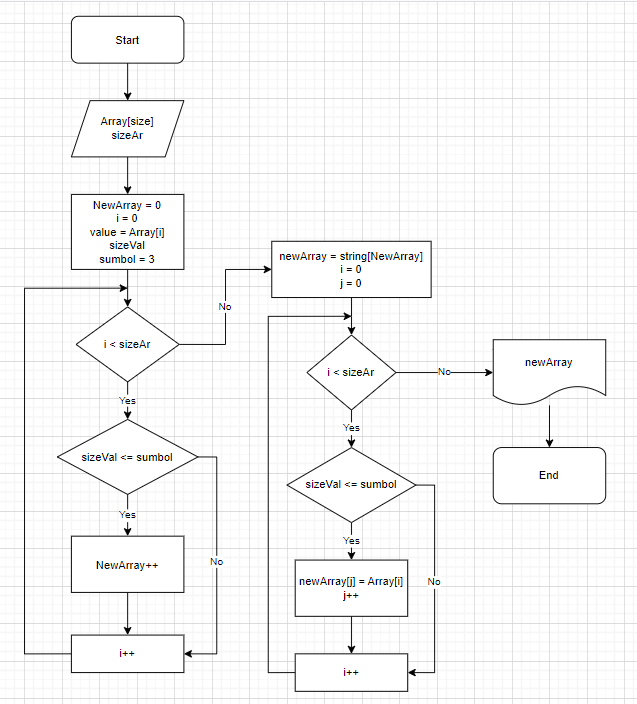 Start
Array[size]
sizeAr
NewArray = 0
i = 0
value = Array[i]
sizeVal
sumbol = 3
i < sizeAr
No
Yes
sizeVal <= sumbol
Yes
No
NewArray++
i++
newArray = string[NewArray]
i = 0
j = 0
i < sizeAr
No
Yes
sizeVal <= sumbol
Yes
No
newArray[j] = Array[i]
j++
i++
newArray
End